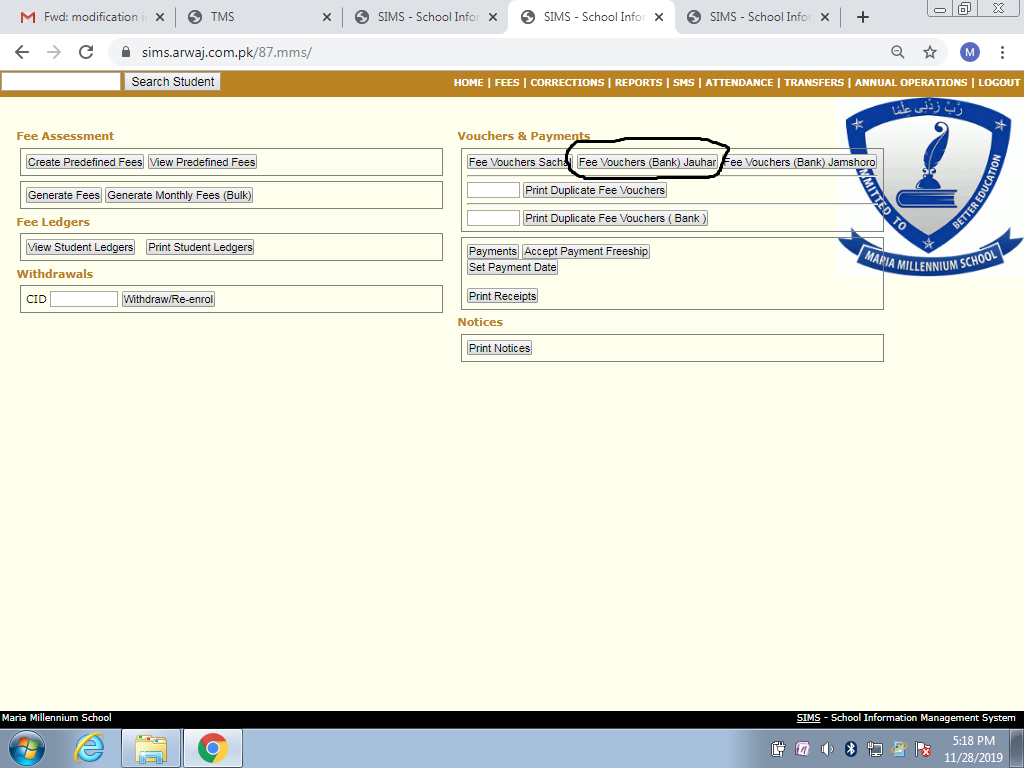 Fwd: modification i
TMS
SIMS - School Infor
SIMS - School Infor
SIMS - School Infor
sims.arwaj.com.pk/87.mms/
M
Search Student
HOME | FEES | CORRECTIONS | REPORTS | SMS | ATTENDANCE | TRANSFERS | ANNUAL OPERATIONS | LOGOUT
Fee Assessment
Create Predefined Fees View Predefined Fees
Generate Fees Generate Monthly Fees (Bulk)
Fee Ledgers
View Student Ledgers Print Student Ledgers
Withdrawals
CID Withdraw/Re-enrol
Vouchers & Payments
Fee Vouchers Sachal Fee Vouchers (Bank) Jauhar Fee Vouchers (Bank) Jamshoro
Print Duplicate Fee Vouchers
Print Duplicate Fee Vouchers ( Bank )
Payments Accept Payment Freeship
Set Payment Date
Print Receipts
Notices
Print Notices
رَبِّ زِدْنِي عِلْمًا
COMMITTED TO BETTER EDUCATION
MARIA MILLENNIUM SCHOOL
Maria Millennium School
SIMS - School Information Management System
5:18 PM
11/28/2019